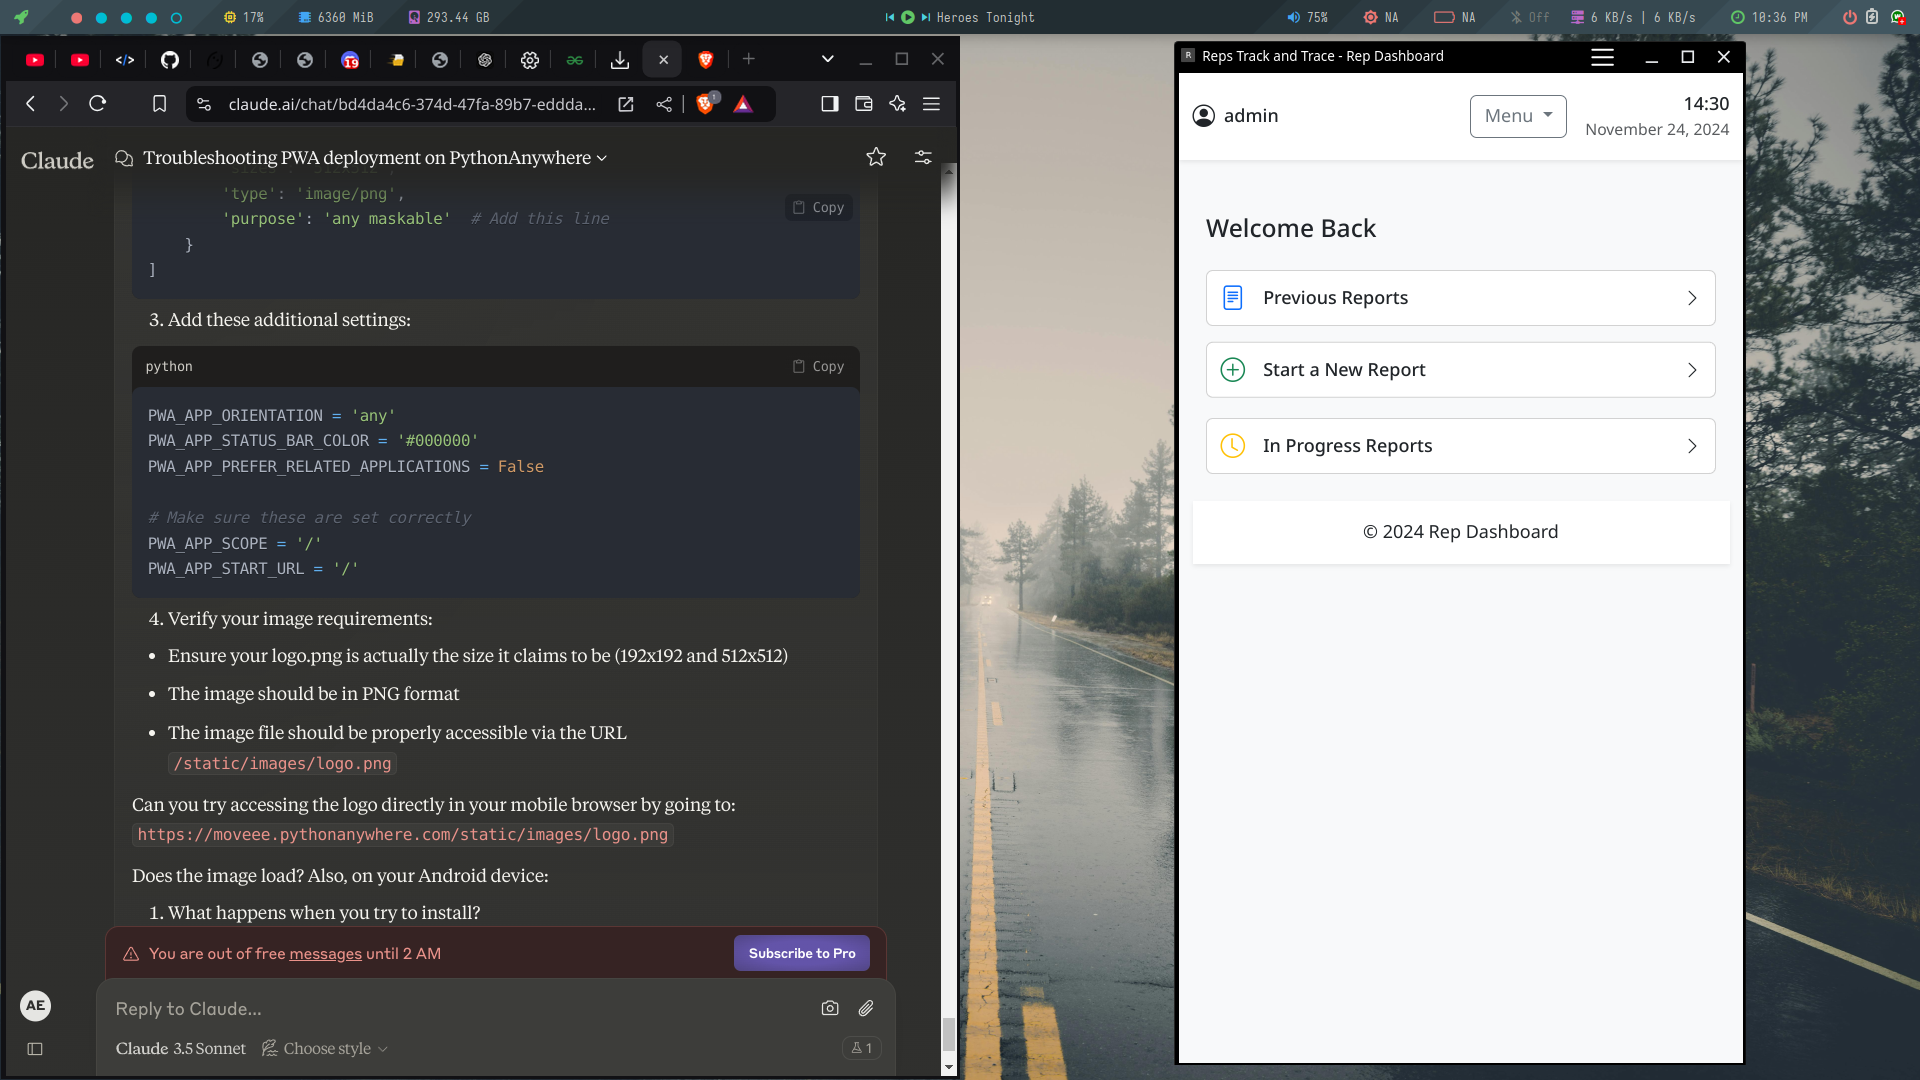 17%
6360 MiB
293.44 GB
Heroes Tonight
75%
NA
NA
Off
6 KB/s | 6 KB/s
10:36 PM
19
claude.ai/chat/bd4da4c6-374d-47fa-89b7-eddda...
1
Claude
Troubleshooting PWA deployment on PythonAnywhere
'type': 'image/png',
Copy
'purpose': 'any maskable' # Add this line
}
]
3. Add these additional settings:
python
Copy
PWA_APP_ORIENTATION = 'any'
PWA_APP_STATUS_BAR_COLOR = '#000000'
PWA_APP_PREFER_RELATED_APPLICATIONS = False
# Make sure these are set correctly
PWA_APP_SCOPE = '/'
PWA_APP_START_URL = '/'
4. Verify your image requirements:
• Ensure your logo.png is actually the size it claims to be (192x192 and 512x512)
• The image should be in PNG format
• The image file should be properly accessible via the URL
/static/images/logo.png
Can you try accessing the logo directly in your mobile browser by going to:
https://moveee.pythonanywhere.com/static/images/logo.png
Does the image load? Also, on your Android device:
1. What happens when you try to install?
You are out of free messages until 2 AM
Subscribe to Pro
AE
Reply to Claude...
Claude 3.5 Sonnet
Choose style
1
R
Reps Track and Trace - Rep Dashboard
admin
Menu
14:30
November 24, 2024
Welcome Back
Previous Reports
Start a New Report
In Progress Reports
© 2024 Rep Dashboard